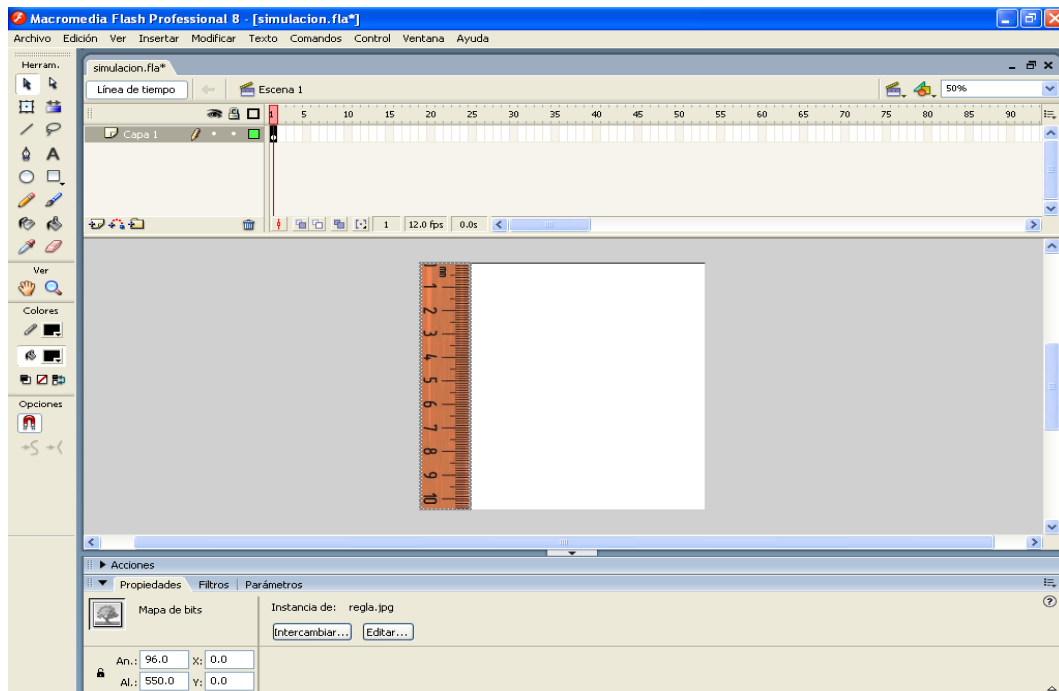 Macromedia Flash Professional 8 - [simulacion.fla*]
Archivo Edición Ver Insertar Modificar Texto Comandos Control Ventana Ayuda
Herram.
simulacion.fla*
Línea de tiempo Escena 1 50%
1 5 10 15 20 25 30 35 40 45 50 55 60 65 70 75 80 85 90
Capa 1
1 12.0 fps 0.0s
Ver
Colores
Opciones
mm
1
2
3
4
5
6
7
8
9
10
Acciones
Propiedades Filtros Parámetros
Mapa de bits Instancia de: regla.jpg
Intercambiar... Editar...
An.: 96.0 X: 0.0
Al.: 550.0 Y: 0.0